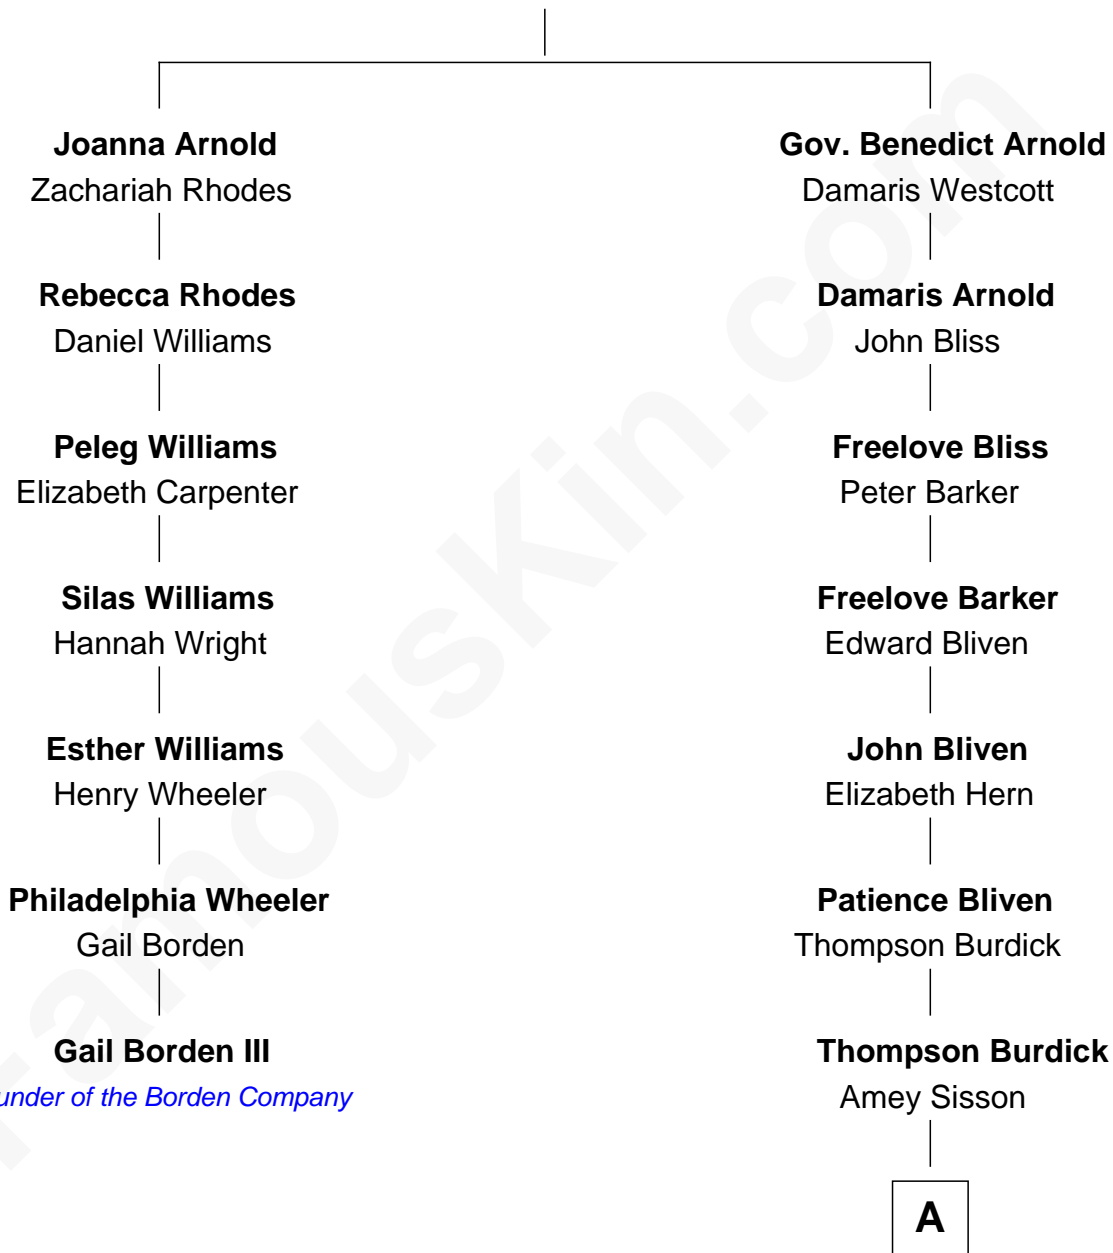 Joanna Arnold
Zachariah Rhodes
Gov. Benedict Arnold
Damaris Westcott
Rebecca Rhodes
Daniel Williams
Damaris Arnold
John Bliss
Peleg Williams
Elizabeth Carpenter
Freelove Bliss
Peter Barker
Silas Williams
Hannah Wright
Freelove Barker
Edward Bliven
Esther Williams
Henry Wheeler
John Bliven
Elizabeth Hern
Philadelphia Wheeler
Gail Borden
Patience Bliven
Thompson Burdick
Gail Borden III
under of the Borden Company
Thompson Burdick
Amey Sisson
A
FamousKin.com